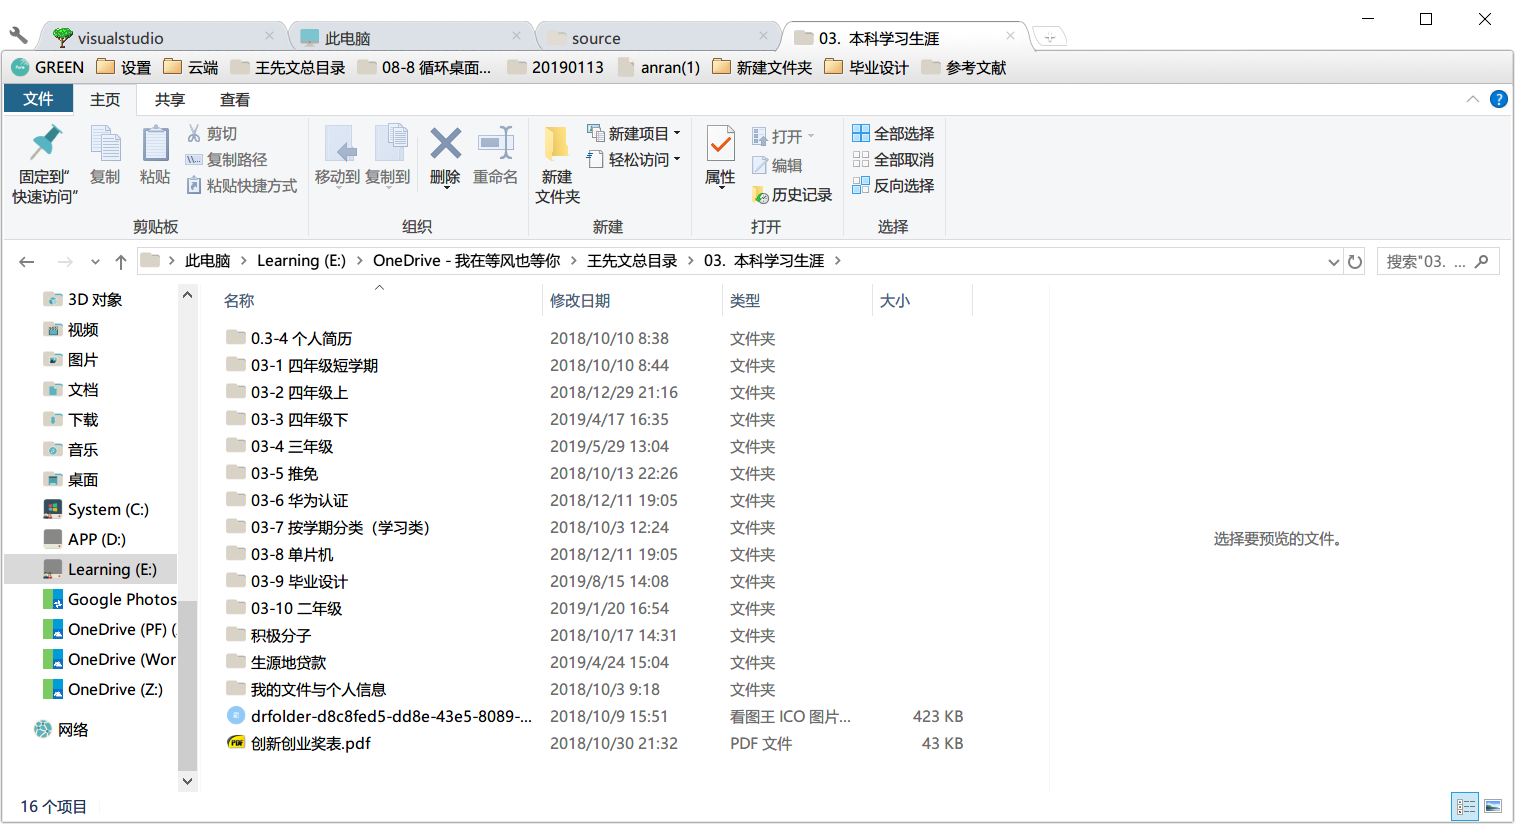 visualstudio
此电脑
source
03. 本科学习生涯
GREEN 设置 云端 王先文总目录 08-8 循环桌面... 20190113 anran(1) 新建文件夹 毕业设计 参考文献
文件 主页 共享 查看
固定到"快速访问"
复制
粘贴
剪切
复制路径
粘贴快捷方式
剪贴板
移动到
复制到
删除
重命名
组织
新建
文件夹
新建项目
轻松访问
新建
属性
打开
编辑
历史记录
打开
全部选择
全部取消
反向选择
选择
此电脑 Learning (E:) OneDrive - 我在等风也等你 王先文总目录 03. 本科学习生涯
搜索"03. ...
3D 对象
视频
图片
文档
下载
音乐
桌面
System (C:)
APP (D:)
Learning (E:)
Google Photos
OneDrive (PF) (
OneDrive (Wor
OneDrive (Z:)
网络
名称 修改日期 类型 大小
0.3-4 个人简历 2018/10/10 8:38 文件夹
03-1 四年级短学期 2018/10/10 8:44 文件夹
03-2 四年级上 2018/12/29 21:16 文件夹
03-3 四年级下 2019/4/17 16:35 文件夹
03-4 三年级 2019/5/29 13:04 文件夹
03-5 推免 2018/10/13 22:26 文件夹
03-6 华为认证 2018/12/11 19:05 文件夹
03-7 按学期分类（学习类） 2018/10/3 12:24 文件夹
03-8 单片机 2018/12/11 19:05 文件夹
03-9 毕业设计 2019/8/15 14:08 文件夹
03-10 二年级 2019/1/20 16:54 文件夹
积极分子 2018/10/17 14:31 文件夹
生源地贷款 2019/4/24 15:04 文件夹
我的文件与个人信息 2018/10/3 9:18 文件夹
drfolder-d8c8fed5-dd8e-43e5-8089-... 2018/10/9 15:51 看图王 ICO 图片... 423 KB
创新创业奖表.pdf 2018/10/30 21:32 PDF 文件 43 KB
选择要预览的文件。
16 个项目